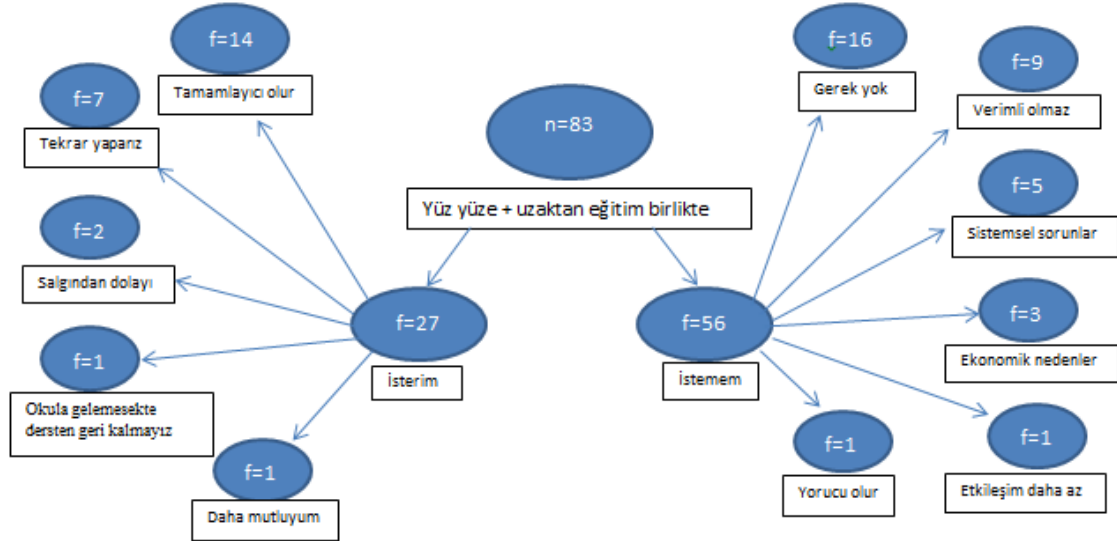 n=83
Yüz yüze + uzaktan eğitim birlikte
f=27
İsterim
f=14
Tamamlayıcı olur
f=7
Tekrar yaparız
f=2
Salgından dolayı
f=1
Okula gelemesekte
dersten geri kalmayız
f=1
Daha mutluyum
f=56
İstemem
f=16
Gerek yok
f=9
Verimli olmaz
f=5
Sistemsel sorunlar
f=3
Ekonomik nedenler
f=1
Etkileşim daha az
f=1
Yorucu olur